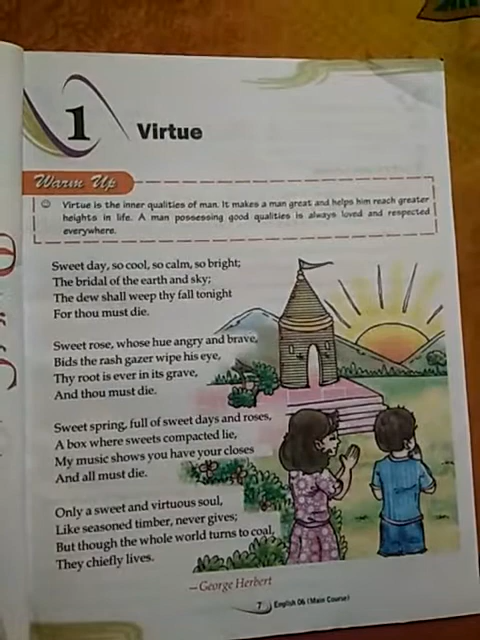 1
Virtue
Warm Up
Virtue is the inner qualities of man. It makes a man great and helps him reach greater
heights in life. A man possessing good qualities is always loved and respected
everywhere.
Sweet day, so cool, so calm, so bright;
The bridal of the earth and sky;
The dew shall weep thy fall tonight
For thou must die.
Sweet rose, whose hue angry and brave,
Bids the rash gazer wipe his eye,
Thy root is ever in its grave,
And thou must die.
Sweet spring, full of sweet days and roses,
A box where sweets compacted lie,
My music shows you have your closes
And all must die.
Only a sweet and virtuous soul,
Like seasoned timber, never gives;
But though the whole world turns to coal,
They chiefly lives.
—George Herbert
7 English 06 (Main Course)